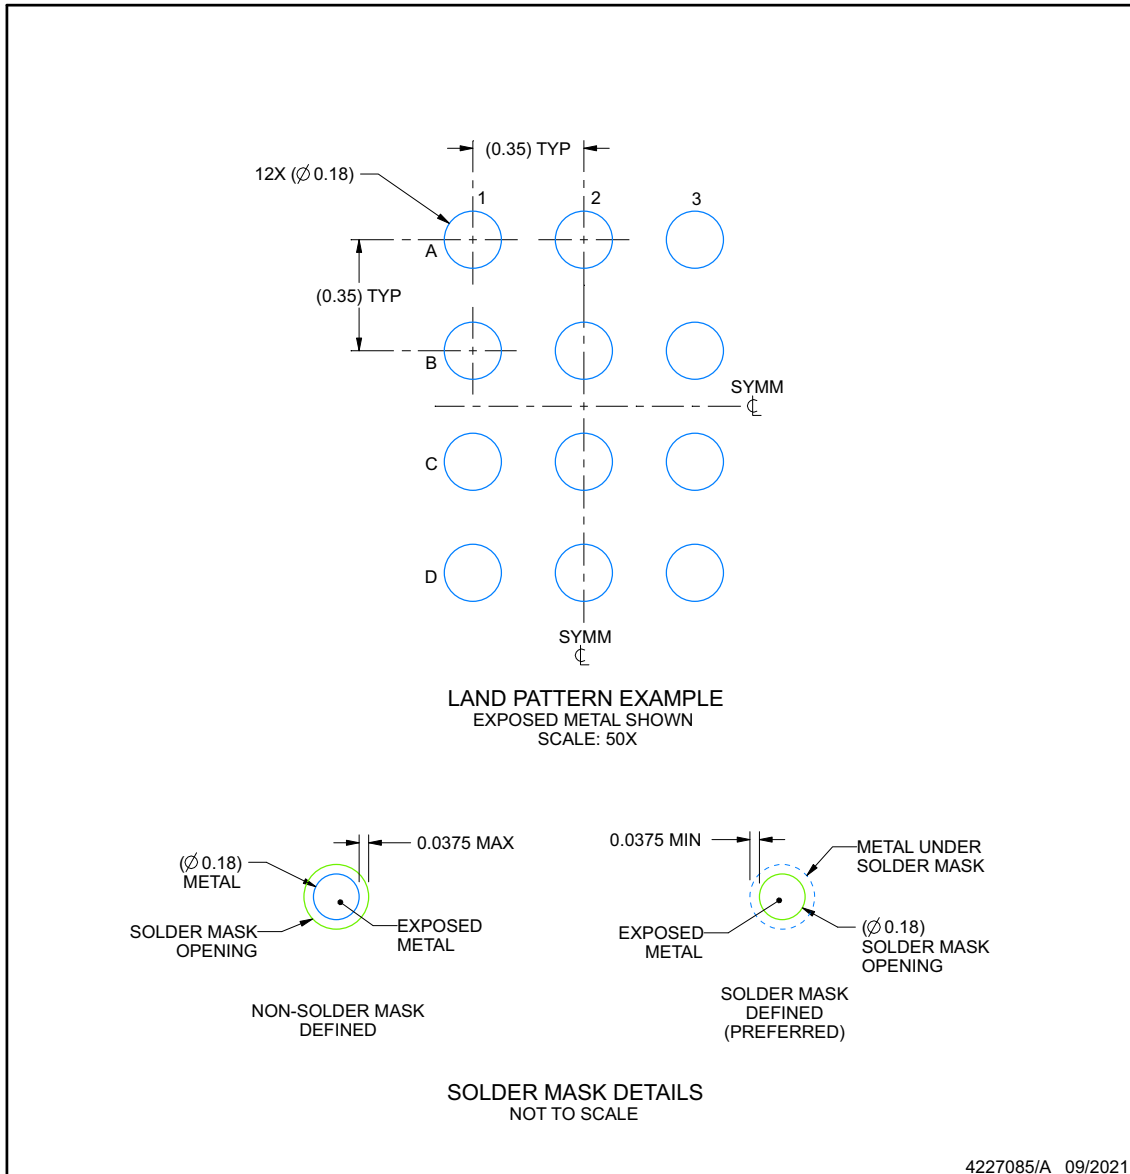 (0.35) TYP
12X (∅ 0.18)
1
2
3
A
(0.35) TYP
B
SYMM
℄
C
D
SYMM
℄
LAND PATTERN EXAMPLE
EXPOSED METAL SHOWN
SCALE: 50X
0.0375 MAX
(∅ 0.18)
METAL
SOLDER MASK
OPENING
EXPOSED
METAL
NON-SOLDER MASK
DEFINED
0.0375 MIN
METAL UNDER
SOLDER MASK
EXPOSED
METAL
(∅ 0.18)
SOLDER MASK
OPENING
SOLDER MASK
DEFINED
(PREFERRED)
SOLDER MASK DETAILS
NOT TO SCALE
4227085/A 09/2021